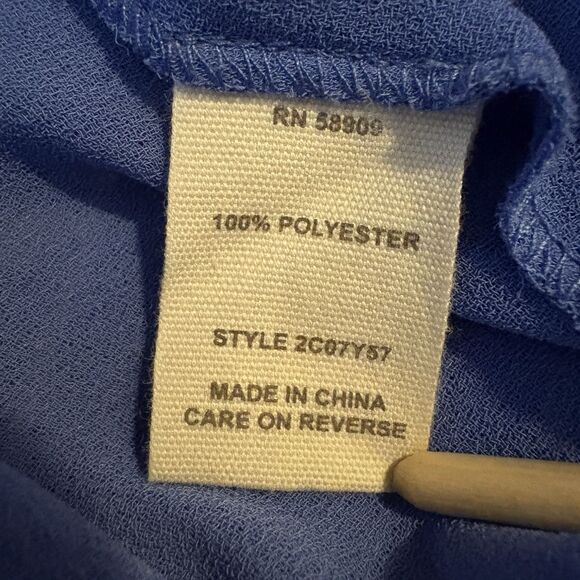 RN 58909
100% POLYESTER
STYLE 2C07Y57
MADE IN CHINA
CARE ON REVERSE